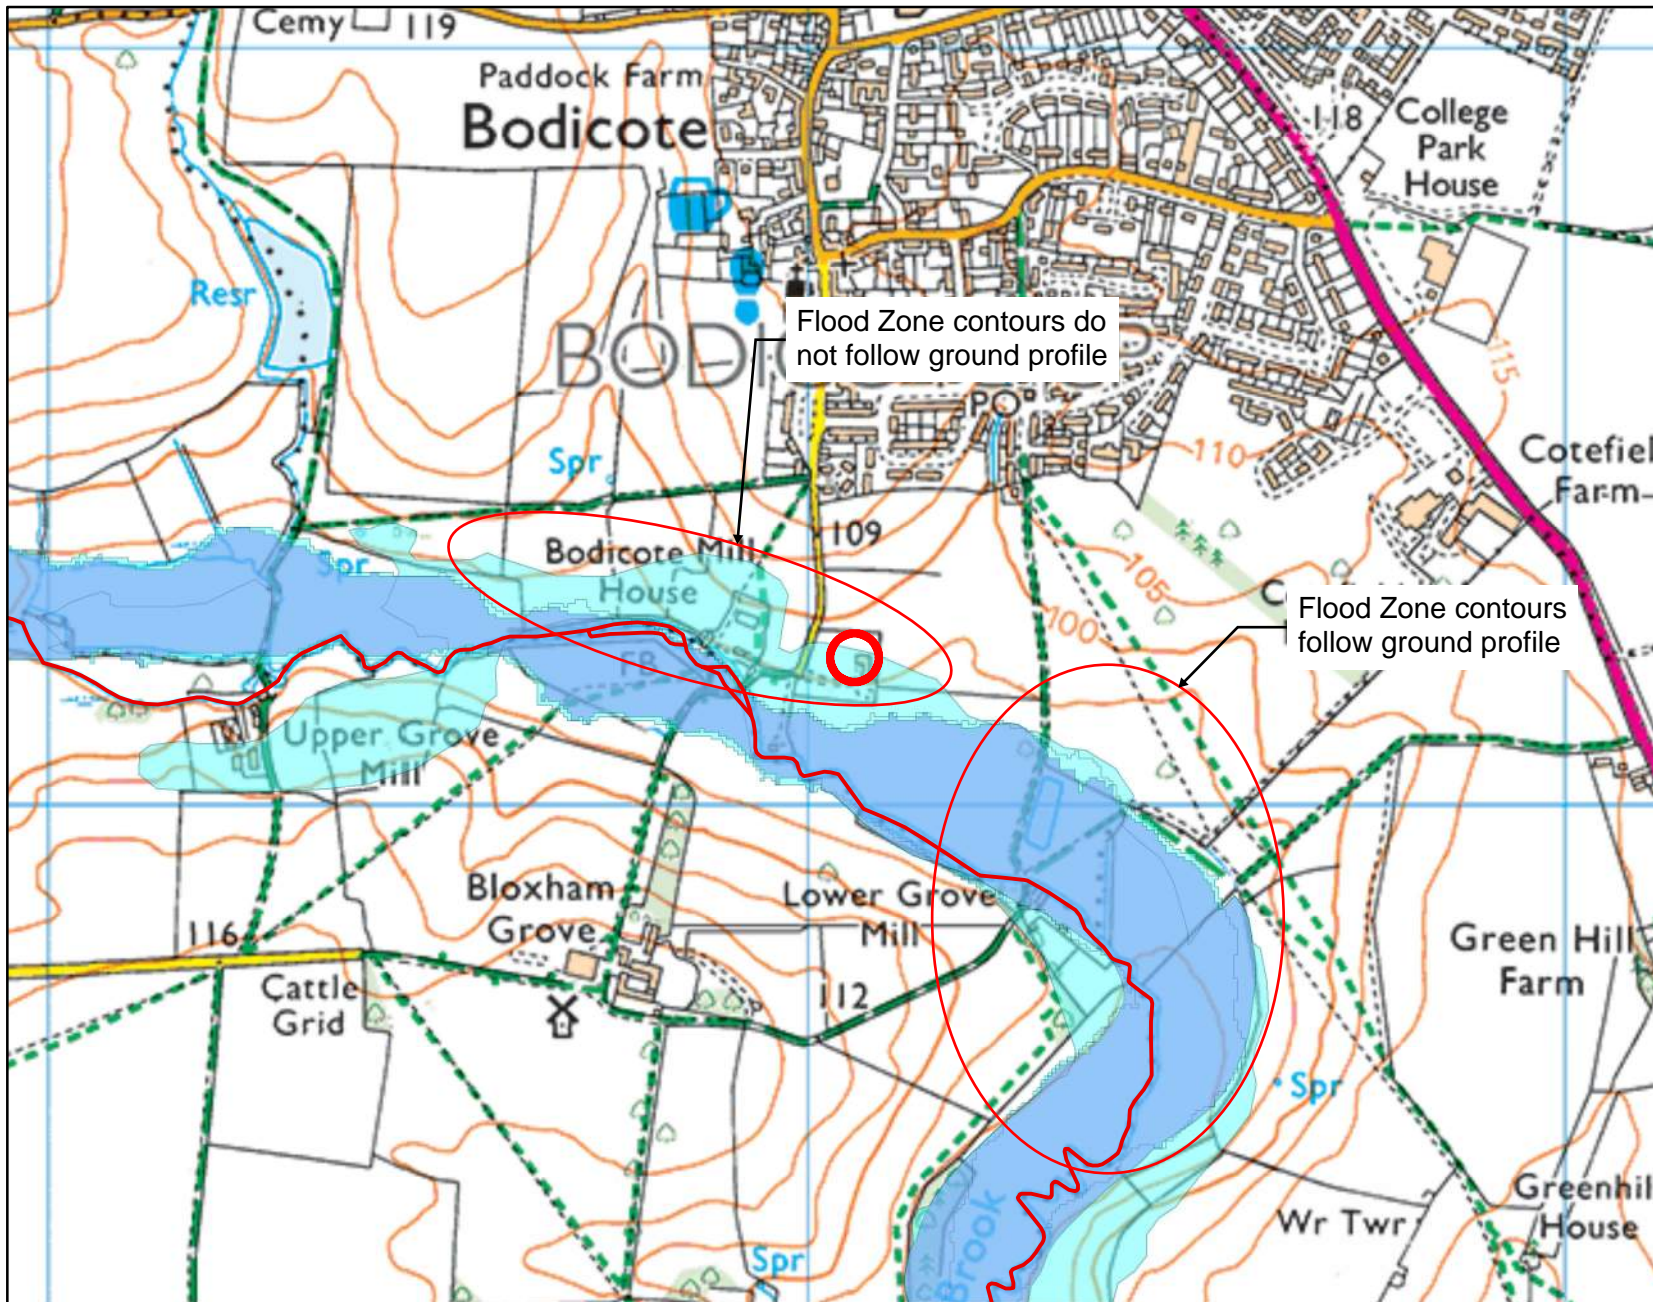 Cemy
119
Paddock Farm
Bodicote
118
College
Park
House
Resr
Flood Zone contours do
not follow ground profile
PO
115
110
Cotefiel
Farm
Spr
109
105
Bodicote Mill
House
Spr
100
Flood Zone contours
follow ground profile
FB
Upper Grove
Mill
Bloxham
Grove
Lower Grove
Mill
116
Cattle
Grid
112
Green Hill
Farm
Spr
Greenhil
House
Wr Twr
Spr
Brook